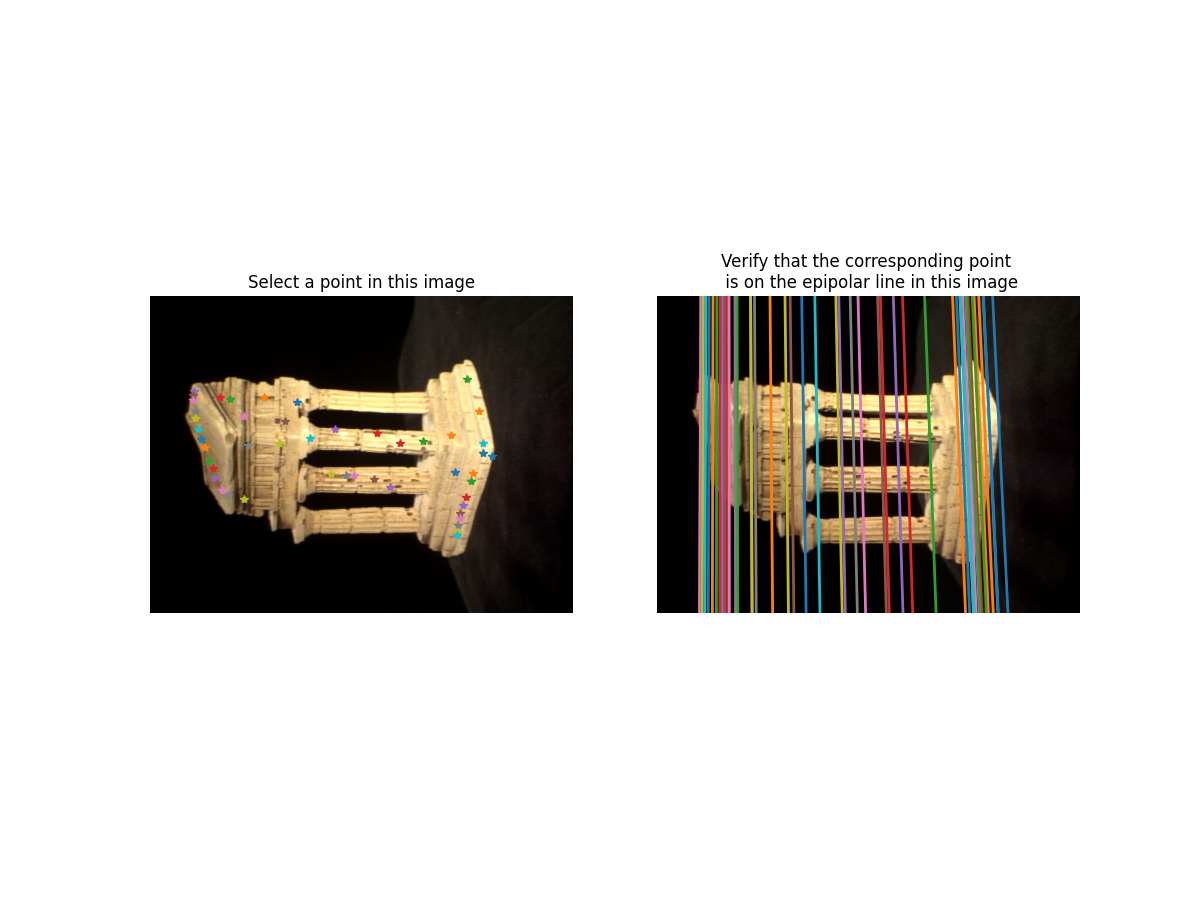 Select a point in this image
Verify that the corresponding point
is on the epipolar line in this image